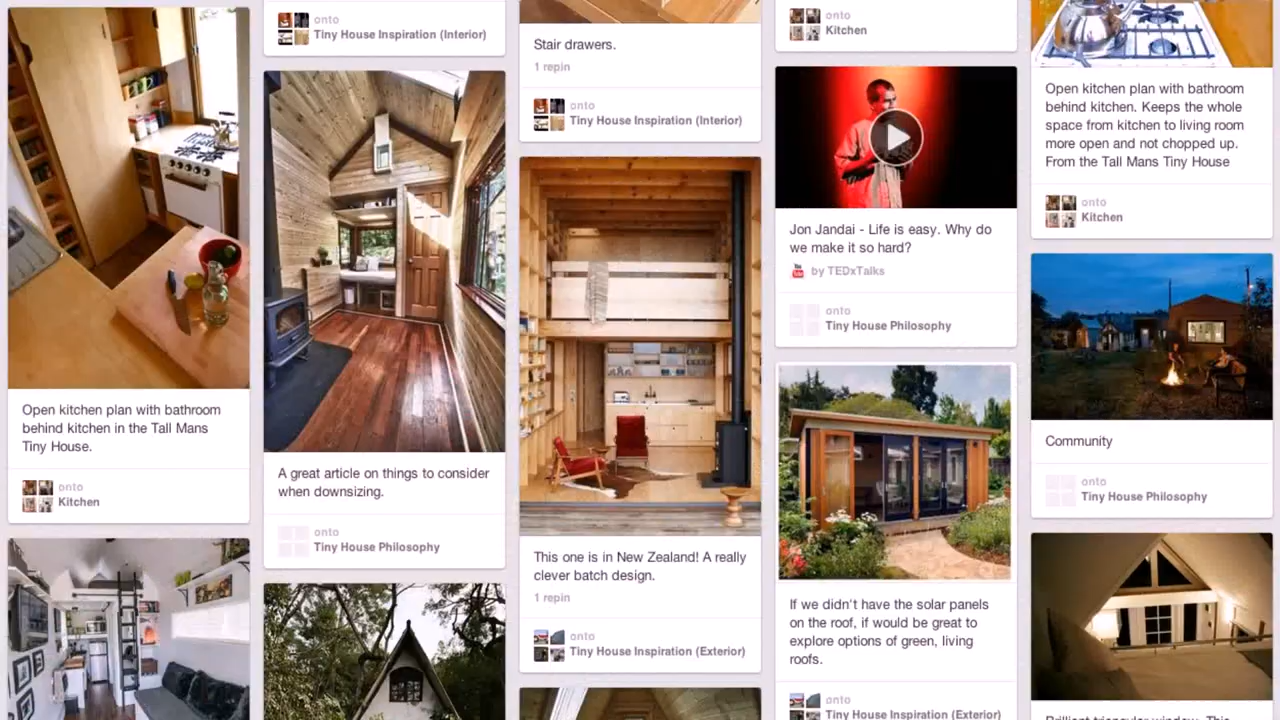 Open kitchen plan with bathroom
behind kitchen in the Tall Mans
Tiny House.
onto
Kitchen
onto
Tiny House Inspiration (Interior)
A great article on things to consider
when downsizing.
onto
Tiny House Philosophy
Stair drawers.
1 repin
onto
Tiny House Inspiration (Interior)
This one is in New Zealand! A really
clever batch design.
1 repin
onto
Tiny House Inspiration (Exterior)
onto
Kitchen
Jon Jandai - Life is easy. Why do
we make it so hard?
by TEDxTalks
onto
Tiny House Philosophy
If we didn't have the solar panels
on the roof, if would be great to
explore options of green, living
roofs.
onto
Tiny House Inspiration (Exterior)
Open kitchen plan with bathroom
behind kitchen. Keeps the whole
space from kitchen to living room
more open and not chopped up.
From the Tall Mans Tiny House
onto
Kitchen
Community
onto
Tiny House Philosophy
Brilliant triangular window. This